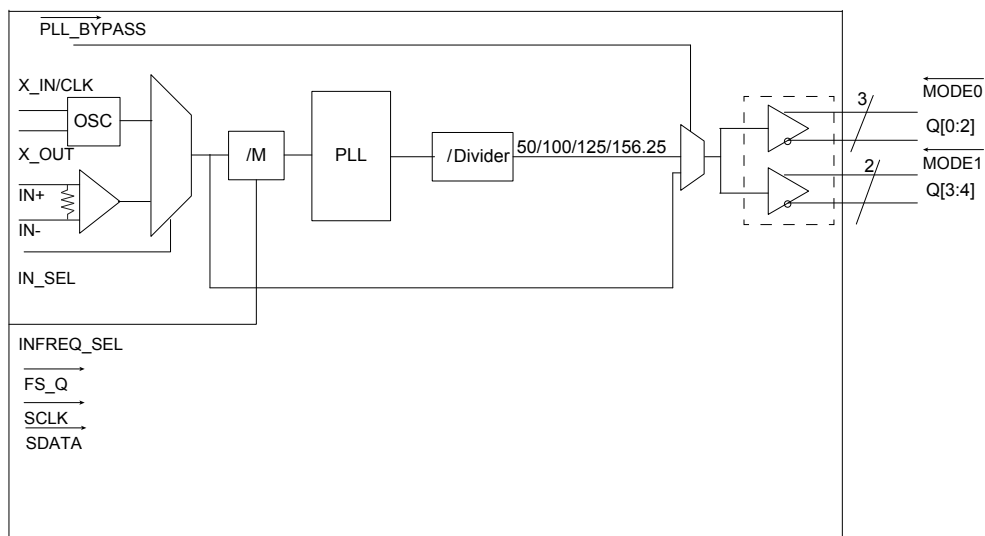 PLL_BYPASS
X_IN/CLK
OSC
X_OUT
IN+
IN-
IN_SEL
/M
PLL
/Divider
50/100/125/156.25
3
MODE0
Q[0:2]
MODE1
2
Q[3:4]
INFREQ_SEL
FS_Q
SCLK
SDATA